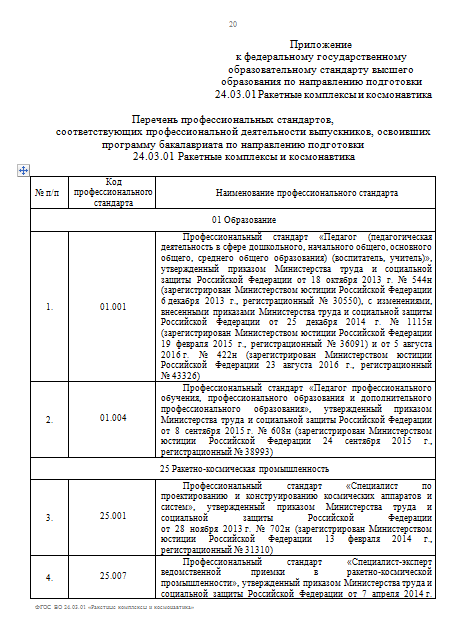 20
Приложение
к федеральному государственному
образовательному стандарту высшего
образования по направлению подготовки
24.03.01 Ракетные комплексы и космонавтика
Перечень профессиональных стандартов,
соответствующих профессиональной деятельности выпускников, освоивших
программу бакалавриата по направлению подготовки
24.03.01 Ракетные комплексы и космонавтика
№ п/п
Код
профессионального
стандарта
Наименование профессионального стандарта
01 Образование
1.
01.001
Профессиональный стандарт «Педагог (педагогическая
деятельность в сфере дошкольного, начального общего, основного
общего, среднего общего образования) (воспитатель, учитель)»,
утвержденный приказом Министерства труда и социальной
защиты Российской Федерации от 18 октября 2013 г. № 544н
(зарегистрирован Министерством юстиции Российской Федерации
6 декабря 2013 г., регистрационный № 30550), с изменениями,
внесенными приказами Министерства труда и социальной защиты
Российской Федерации от 25 декабря 2014 г. № 1115н
(зарегистрирован Министерством юстиции Российской Федерации
19 февраля 2015 г., регистрационный № 36091) и от 5 августа
2016 г. № 422н (зарегистрирован Министерством юстиции
Российской Федерации 23 августа 2016 г., регистрационный
№ 43326)
2.
01.004
Профессиональный стандарт «Педагог профессионального
обучения, профессионального образования и дополнительного
профессионального образования», утвержденный приказом
Министерства труда и социальной защиты Российской Федерации
от 8 сентября 2015 г. № 608н (зарегистрирован Министерством
юстиции Российской Федерации 24 сентября 2015 г.,
регистрационный № 38993)
25 Ракетно-космическая промышленность
3.
25.001
Профессиональный стандарт «Специалист по
проектированию и конструированию космических аппаратов и
систем», утвержденный приказом Министерства труда и
социальной защиты Российской Федерации
от 28 ноября 2013 г. № 702н (зарегистрирован Министерством
юстиции Российской Федерации 13 февраля 2014 г.,
регистрационный № 31310)
4.
25.007
Профессиональный стандарт «Специалист-эксперт
ведомственной приемки в ракетно-космической
промышленности», утвержденный приказом Министерства труда и
социальной защиты Российской Федерации от 7 апреля 2014 г.
ФГОС ВО 24.03.01 «Ракетные комплексы и космонавтика»